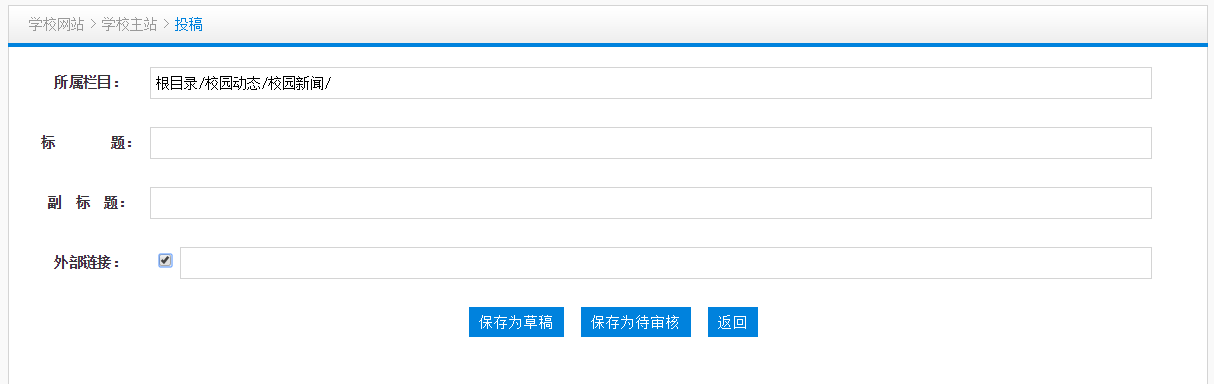 学校网站 > 学校主站 > 投稿
所属栏目： 根目录/校园动态/校园新闻/
标 题：
副 标 题：
外部链接：
保存为草稿 保存为待审核 返回